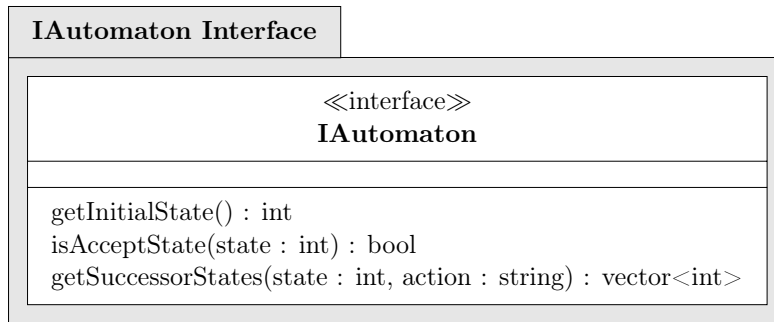 IAutomaton Interface
≪interface≫
IAutomaton
getInitialState() : int
isAcceptState(state : int) : bool
getSuccessorStates(state : int, action : string) : vector<int>